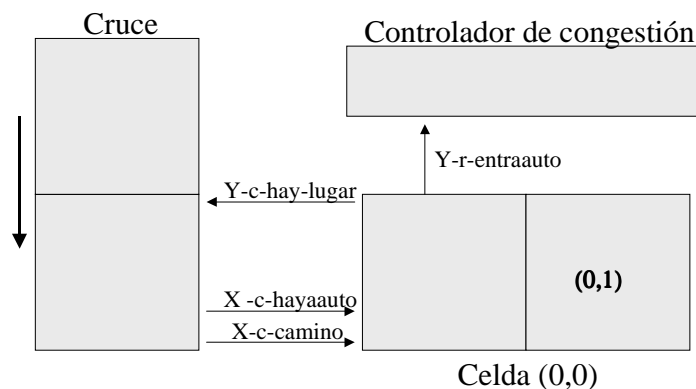 Cruce
Controlador de congestión
Y-r-entraauto
Y-c-hay-lugar
(0,1)
X -c-hayaauto
X-c-camino
Celda (0,0)